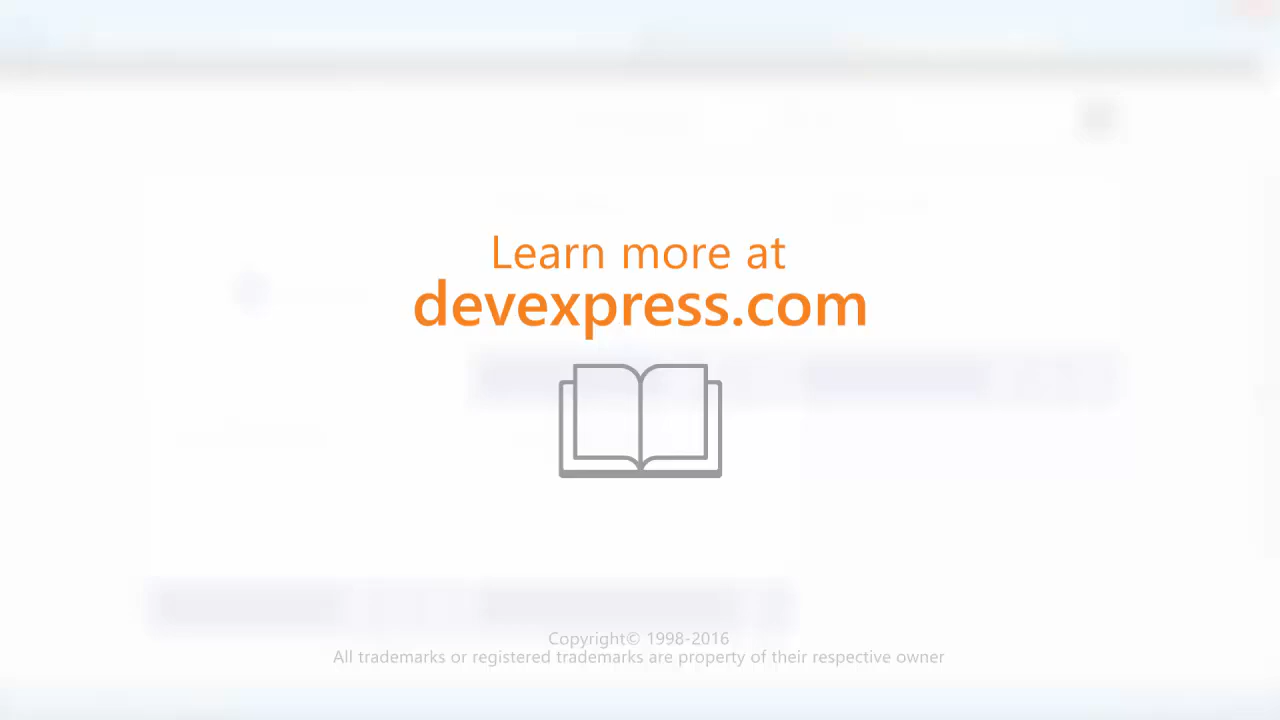 Learn more at
devexpress.com
Copyright© 1998-2016
All trademarks or registered trademarks are property of their respective owner